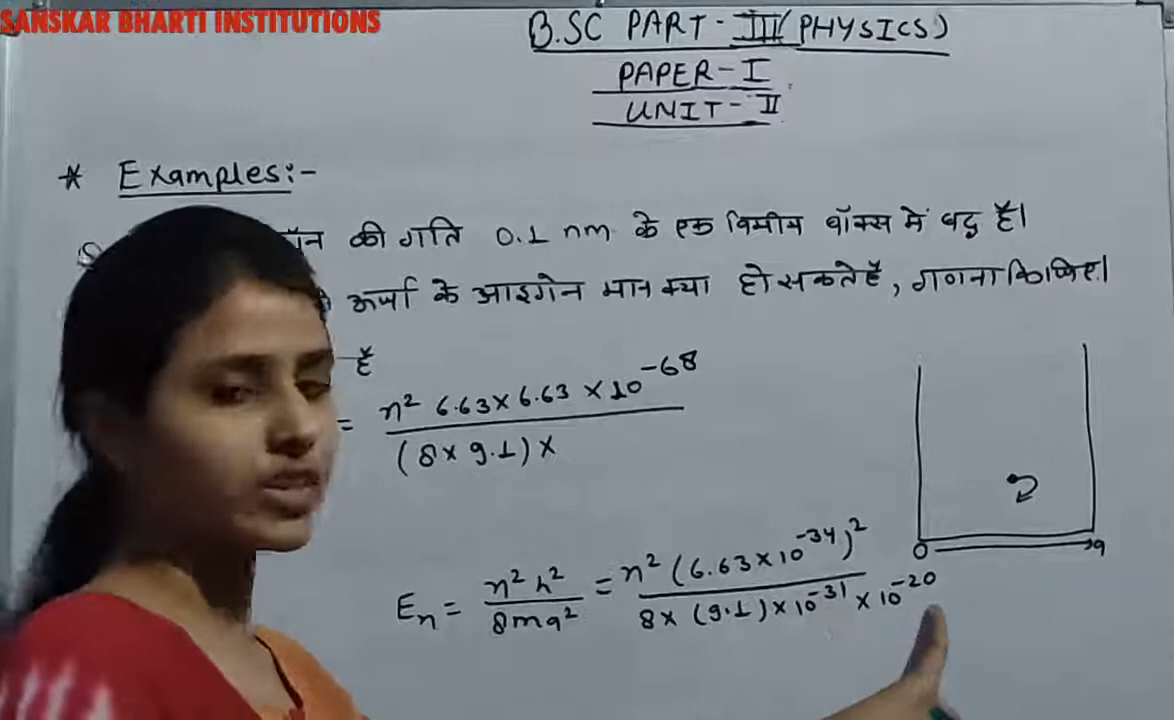 SANSKAR BHARTI INSTITUTIONS
B.SC PART-III (PHYSICS)
PAPER-I
UNIT-II
* Examples:-
की गति 0.1 nm के एक विमीय बॉक्स में बद्ध है।
ऊर्जा के आइगेन मान क्या हो सकते हैं, गणना किजिए।
है
= n² 6.63 x 6.63 x 10⁻⁶⁸
(8 x 9.1) x
Eₙ = n²h² / 8ma² = n² (6.63 x 10⁻³⁴)² / 8 x (9.1) x 10⁻³¹ x 10⁻²⁰
0 a